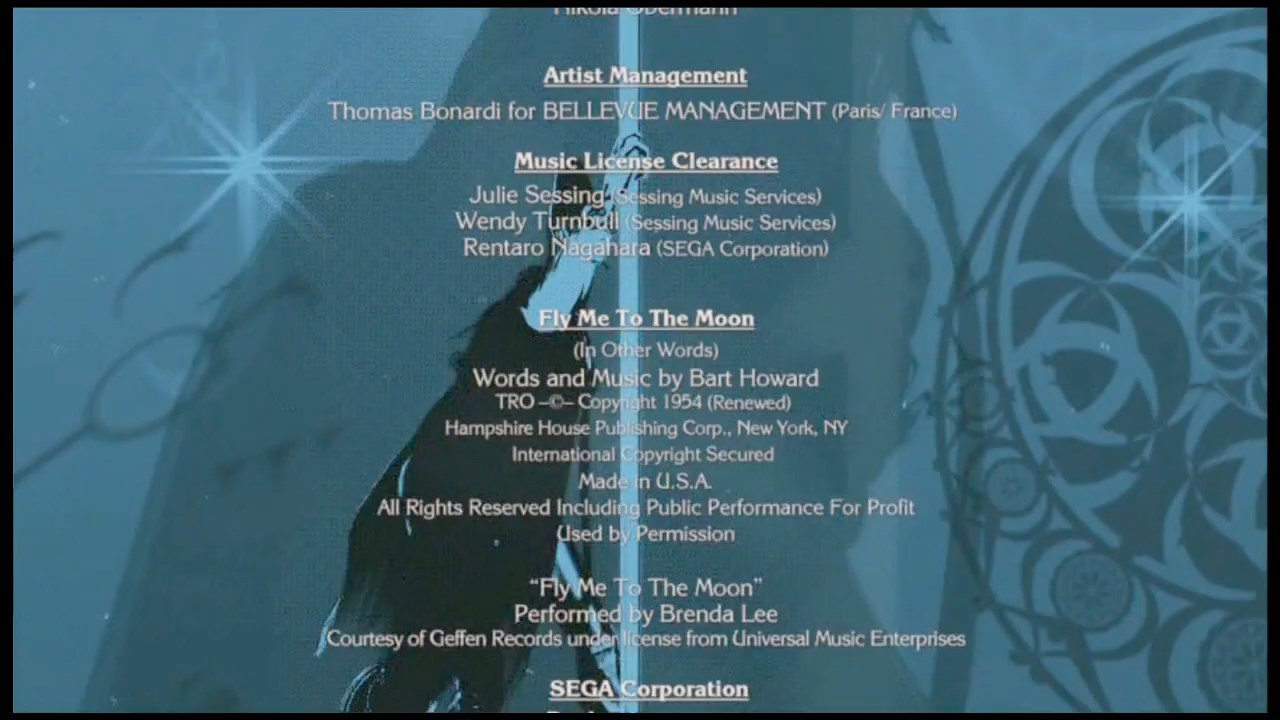 Nikola Obermann
Artist Management
Thomas Bonardi for BELLEVUE MANAGEMENT (Paris/ France)
Music License Clearance
Julie Sessing (Sessing Music Services)
Wendy Turnbull (Sessing Music Services)
Rentaro Nagahara (SEGA Corporation)
Fly Me To The Moon
(In Other Words)
Words and Music by Bart Howard
TRO –©– Copyright 1954 (Renewed)
Hampshire House Publishing Corp., New York, NY
International Copyright Secured
Made in U.S.A.
All Rights Reserved Including Public Performance For Profit
Used by Permission
“Fly Me To The Moon”
Performed by Brenda Lee
Courtesy of Geffen Records under license from Universal Music Enterprises
SEGA Corporation